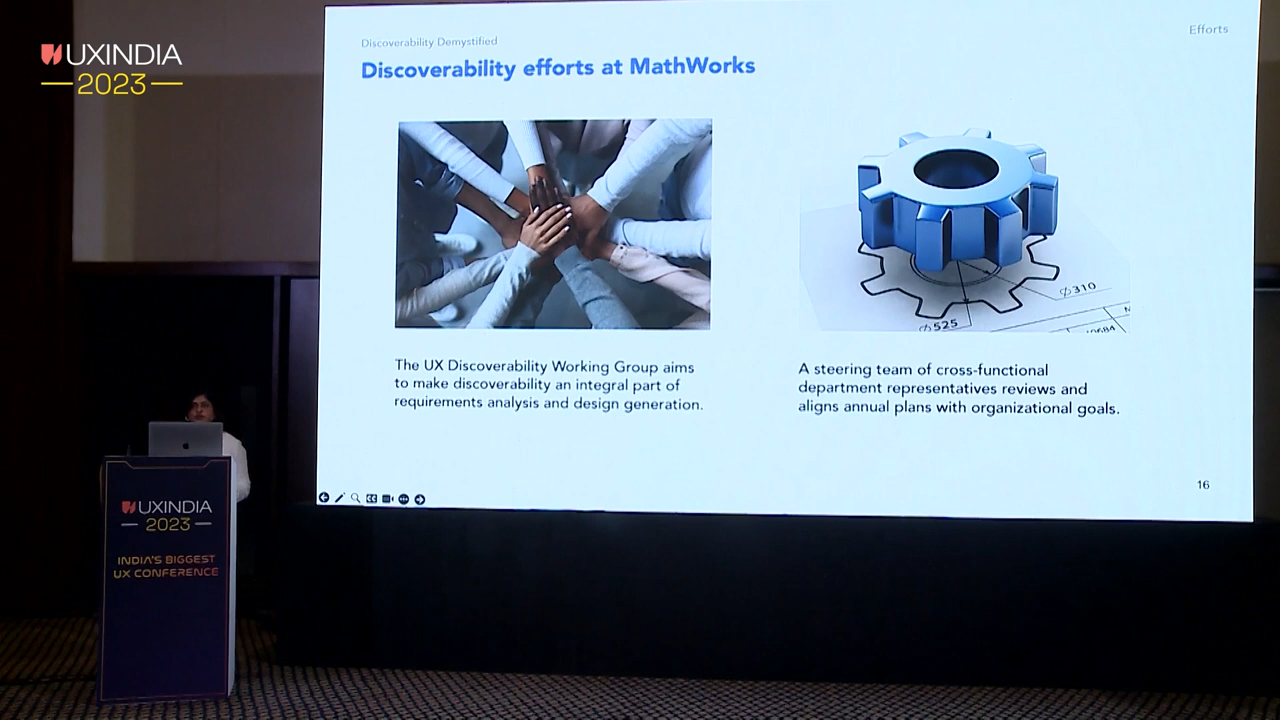 UXINDIA
2023
Discoverability Demystified
Efforts
Discoverability efforts at MathWorks
Φ310
Φ525
The UX Discoverability Working Group aims
to make discoverability an integral part of
requirements analysis and design generation.
A steering team of cross-functional
department representatives reviews and
aligns annual plans with organizational goals.
16
UXINDIA
2023
INDIA'S BIGGEST
UX CONFERENCE